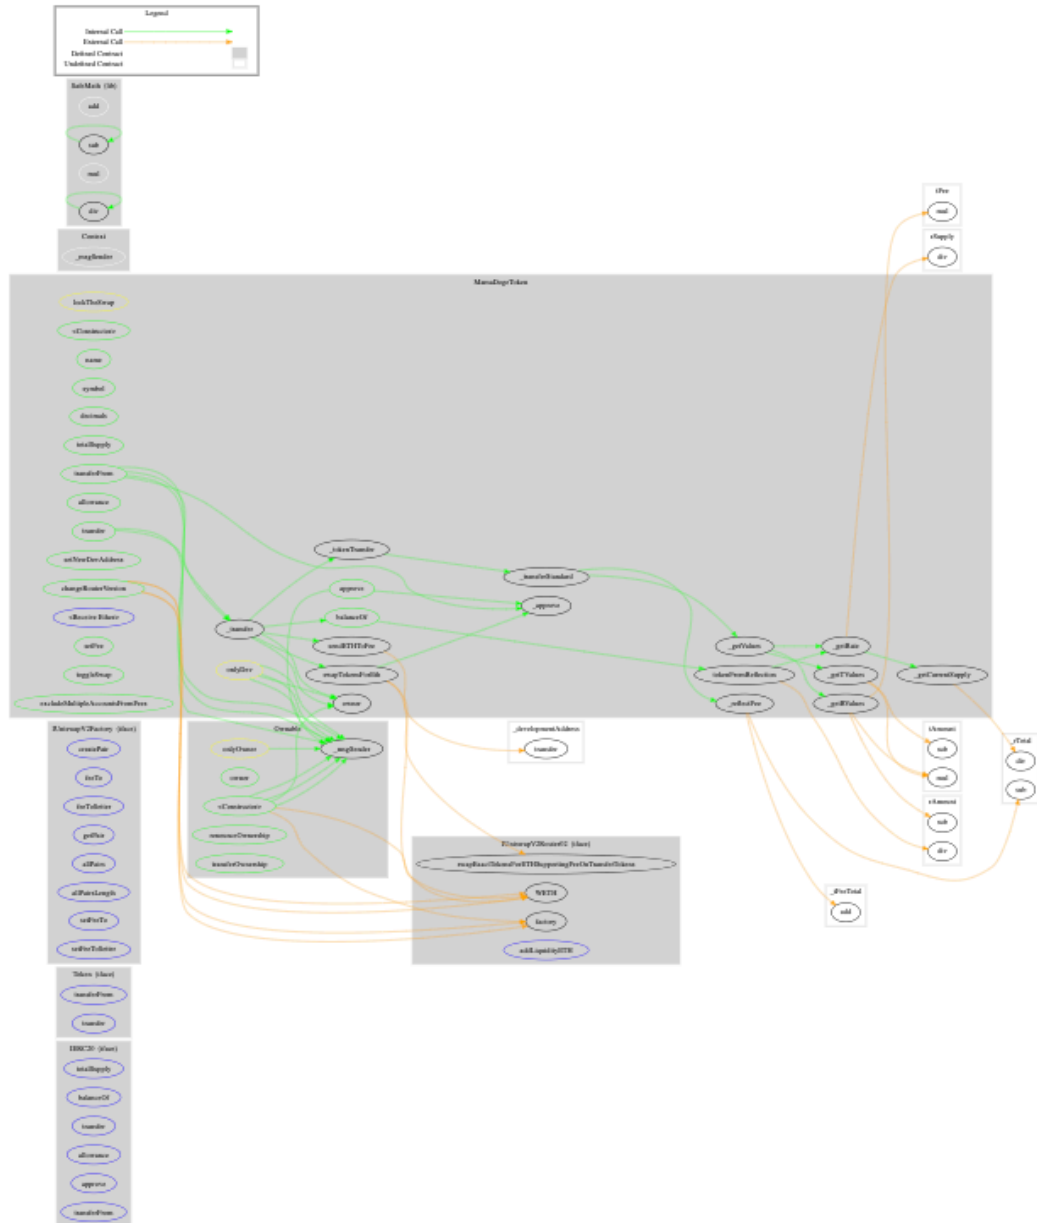 Legend
Internal Call
External Call
Defined Contract
Undefined Contract
SafeMath (lib)
add
sub
mul
div
Context
_msgSender
MamaDogeToken
lockTheSwap
<Constructor>
name
symbol
decimals
totalSupply
transferFrom
allowance
transfer
setNewDevAddress
changeRouterVersion
<Receive Ether>
setFee
toggleSwap
excludeMultipleAccountsFromFees
_transfer
onlyDev
_tokenTransfer
approve
balanceOf
sendETHToFee
swapTokensForEth
owner
_transferStandard
_approve
_getValues
tokenFromReflection
_reflectFee
_getRate
_getTValues
_getRValues
_getCurrentSupply
tFee
mul
rSupply
div
IUniswapV2Factory (iface)
createPair
feeTo
feeToSetter
getPair
allPairs
allPairsLength
setFeeTo
setFeeToSetter
Ownable
onlyOwner
owner
<Constructor>
renounceOwnership
transferOwnership
_msgSender
_developmentAddress
transfer
IUniswapV2Router02 (iface)
swapExactTokensForETHSupportingFeeOnTransferTokens
WETH
factory
addLiquidityETH
tAmount
sub
mul
rAmount
sub
div
_rTotal
div
sub
_tFeeTotal
add
Token (iface)
transferFrom
transfer
IERC20 (iface)
totalSupply
balanceOf
transfer
allowance
approve
transferFrom